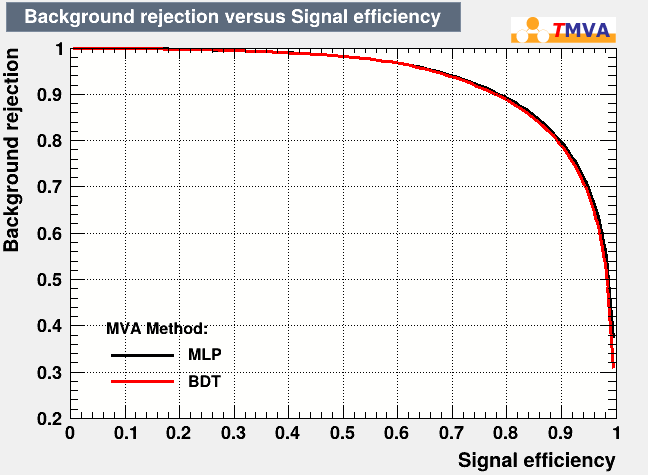 Background rejection versus Signal efficiency
TMVA
Background rejection
1
0.9
0.8
0.7
0.6
0.5
0.4
0.3
0.2
MVA Method:
MLP
BDT
0 0.1 0.2 0.3 0.4 0.5 0.6 0.7 0.8 0.9 1
Signal efficiency